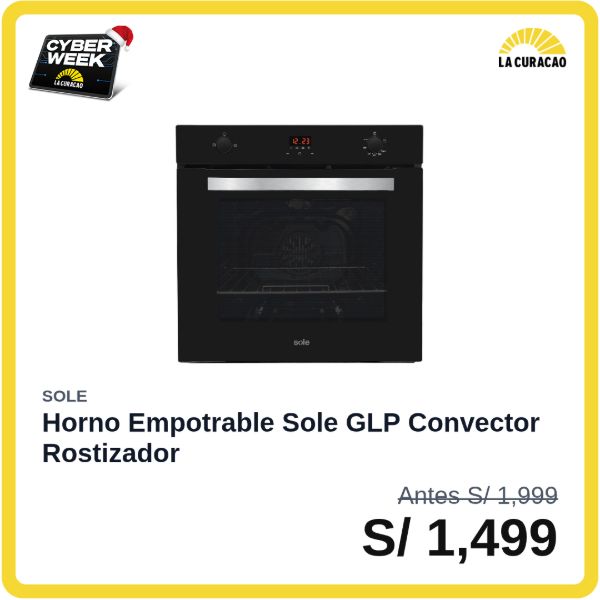 CYBER
WEEK
LA CURACAO
LA CURACAO
12:23
sole
SOLE
Horno Empotrable Sole GLP Convector
Rostizador
Antes S/ 1,999
S/ 1,499